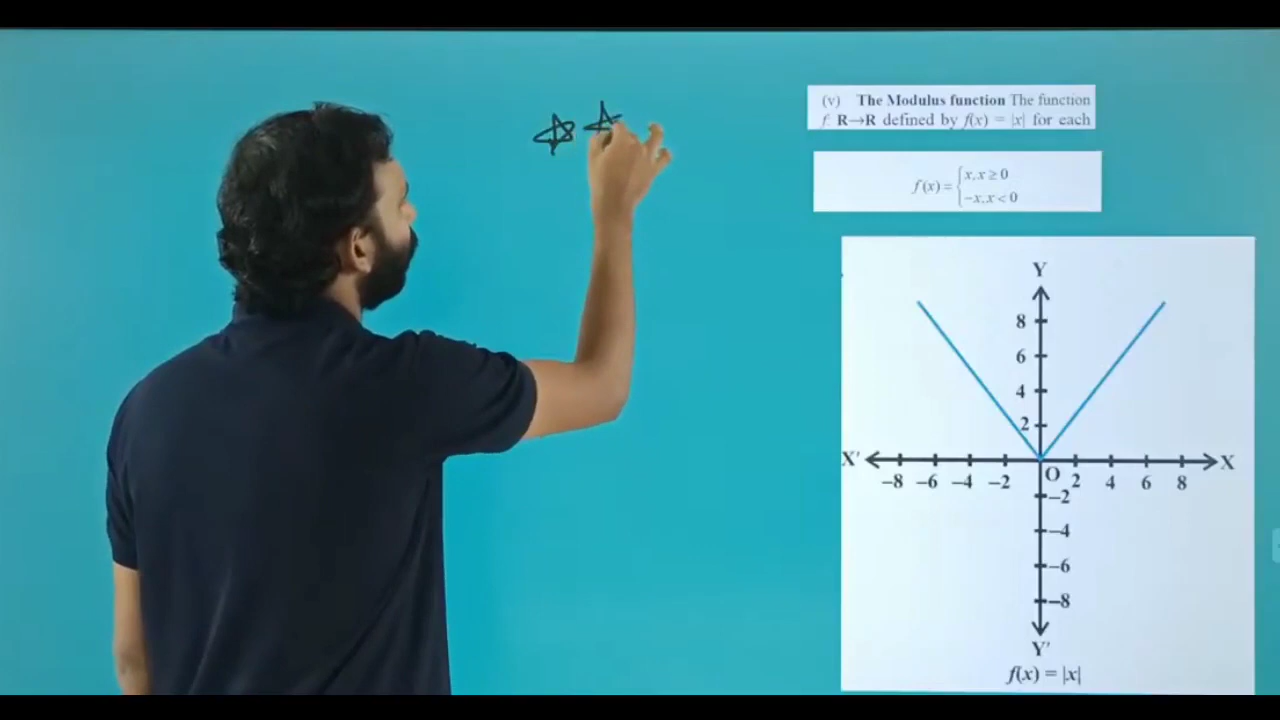 (v) The Modulus function The function
f: R→R defined by f(x) = |x| for each
f(x) = {x, x ≥ 0
−x, x < 0
Y
8
6
4
2
X′ X
−8 −6 −4 −2 O 2 4 6 8
−2
−4
−6
−8
Y′
f(x) = |x|